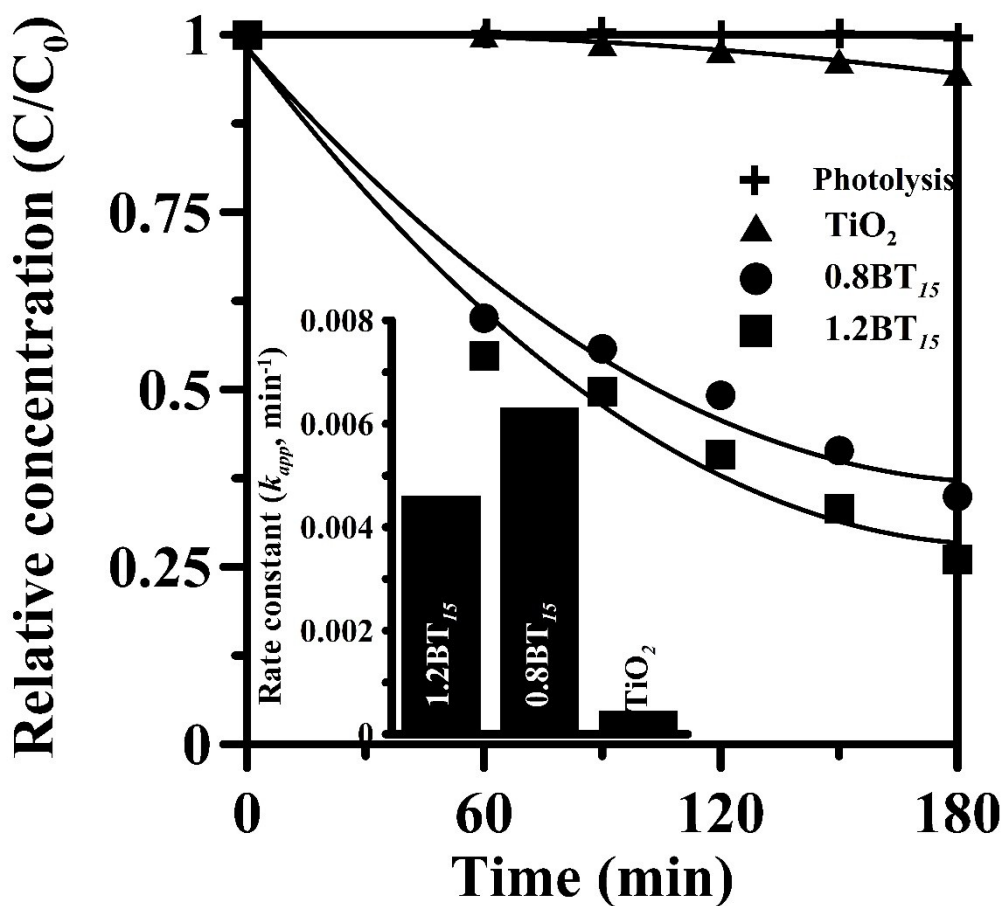 Relative concentration (C/C₀)
1
0.75
0.5
0.25
0
Photolysis
TiO₂
0.8BT₁₅
1.2BT₁₅
Rate constant (k_app, min⁻¹)
0.008
0.006
0.004
0.002
0
1.2BT₁₅
0.8BT₁₅
TiO₂
0
60
120
180
Time (min)